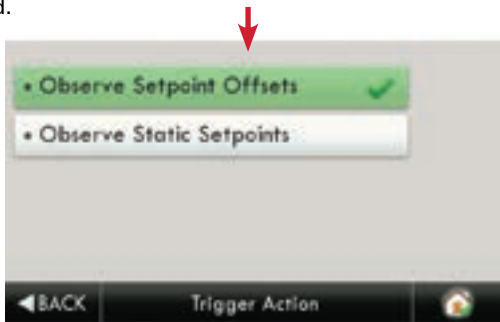 d.
• Observe Setpoint Offsets
• Observe Static Setpoints
BACK Trigger Action